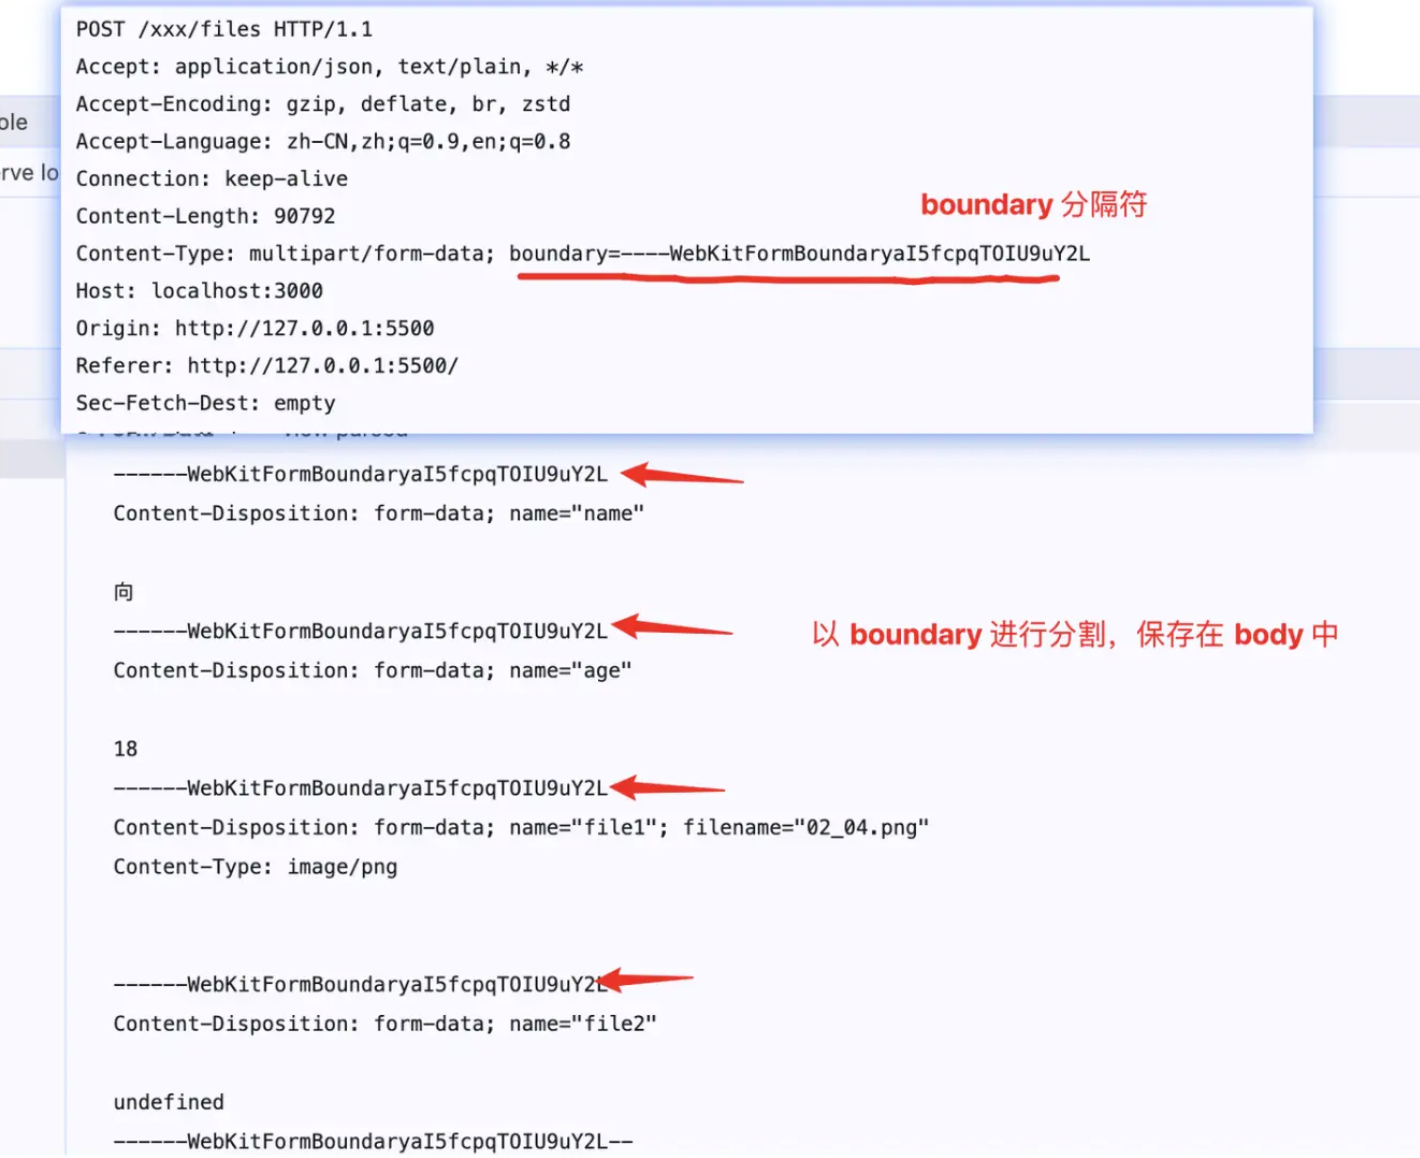 POST /xxx/files HTTP/1.1
Accept: application/json, text/plain, */*
ole
Accept-Encoding: gzip, deflate, br, zstd
Accept-Language: zh-CN,zh;q=0.9,en;q=0.8
rve lo
Connection: keep-alive
boundary 分隔符
Content-Length: 90792
Content-Type: multipart/form-data; boundary=----WebKitFormBoundaryaI5fcpqTOIU9uY2L
Host: localhost:3000
Origin: http://127.0.0.1:5500
Referer: http://127.0.0.1:5500/
Sec-Fetch-Dest: empty
------WebKitFormBoundaryaI5fcpqTOIU9uY2L
Content-Disposition: form-data; name="name"
向
------WebKitFormBoundaryaI5fcpqTOIU9uY2L
以 boundary 进行分割，保存在 body 中
Content-Disposition: form-data; name="age"
18
------WebKitFormBoundaryaI5fcpqTOIU9uY2L
Content-Disposition: form-data; name="file1"; filename="02_04.png"
Content-Type: image/png
------WebKitFormBoundaryaI5fcpqTOIU9uY2L
Content-Disposition: form-data; name="file2"
undefined
------WebKitFormBoundaryaI5fcpqTOIU9uY2L--